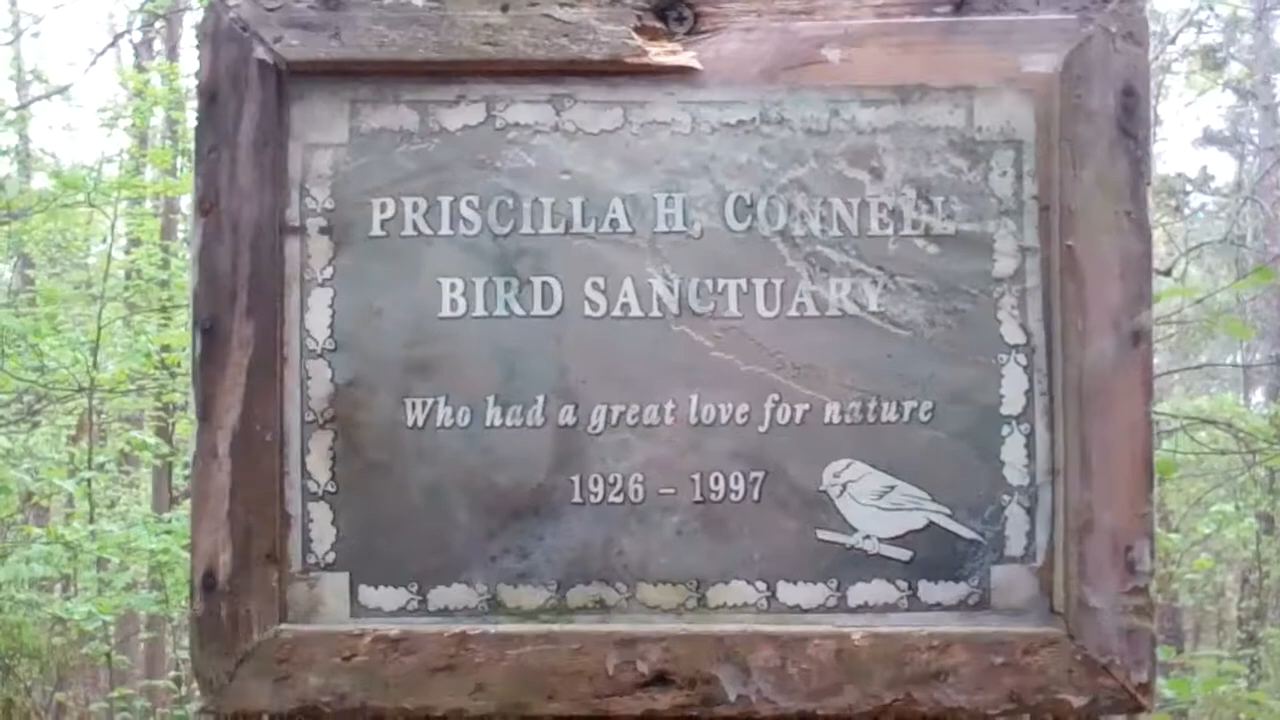 PRISCILLA H. CONNELL
BIRD SANCTUARY
Who had a great love for nature
1926 – 1997